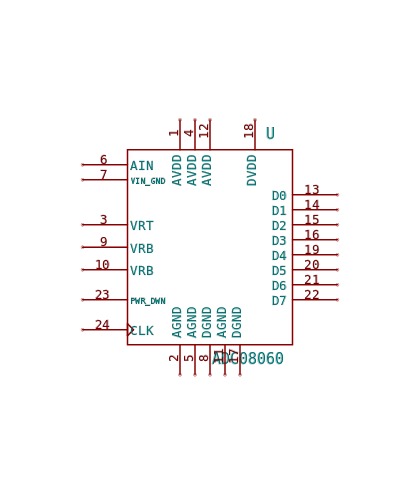 1
4
12
18
U
AVDD
AVDD
AVDD
DVDD
6
AIN
7
VIN_GND
D0
13
D1
14
3
VRT
D2
15
D3
16
9
VRB
D4
19
10
VRB
D5
20
D6
21
23
PWR_DWN
D7
22
24
CLK
AGND
AGND
DGND
AGND
DGND
2
5
8
11
17
ADC08060